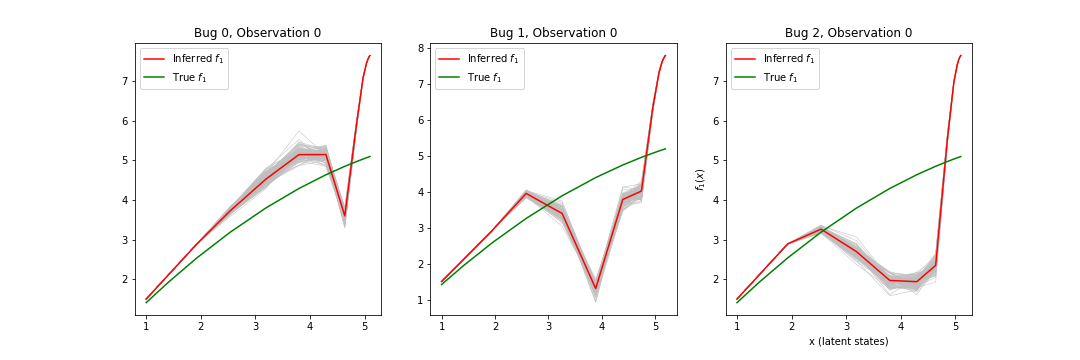 Bug 0, Observation 0
Inferred f₁
True f₁
7
6
5
4
3
2
1 2 3 4 5
Bug 1, Observation 0
Inferred f₁
True f₁
8
7
6
5
4
3
2
1
1 2 3 4 5
Bug 2, Observation 0
Inferred f₁
True f₁
f₁(x)
7
6
5
4
3
2
1 2 3 4 5
x (latent states)